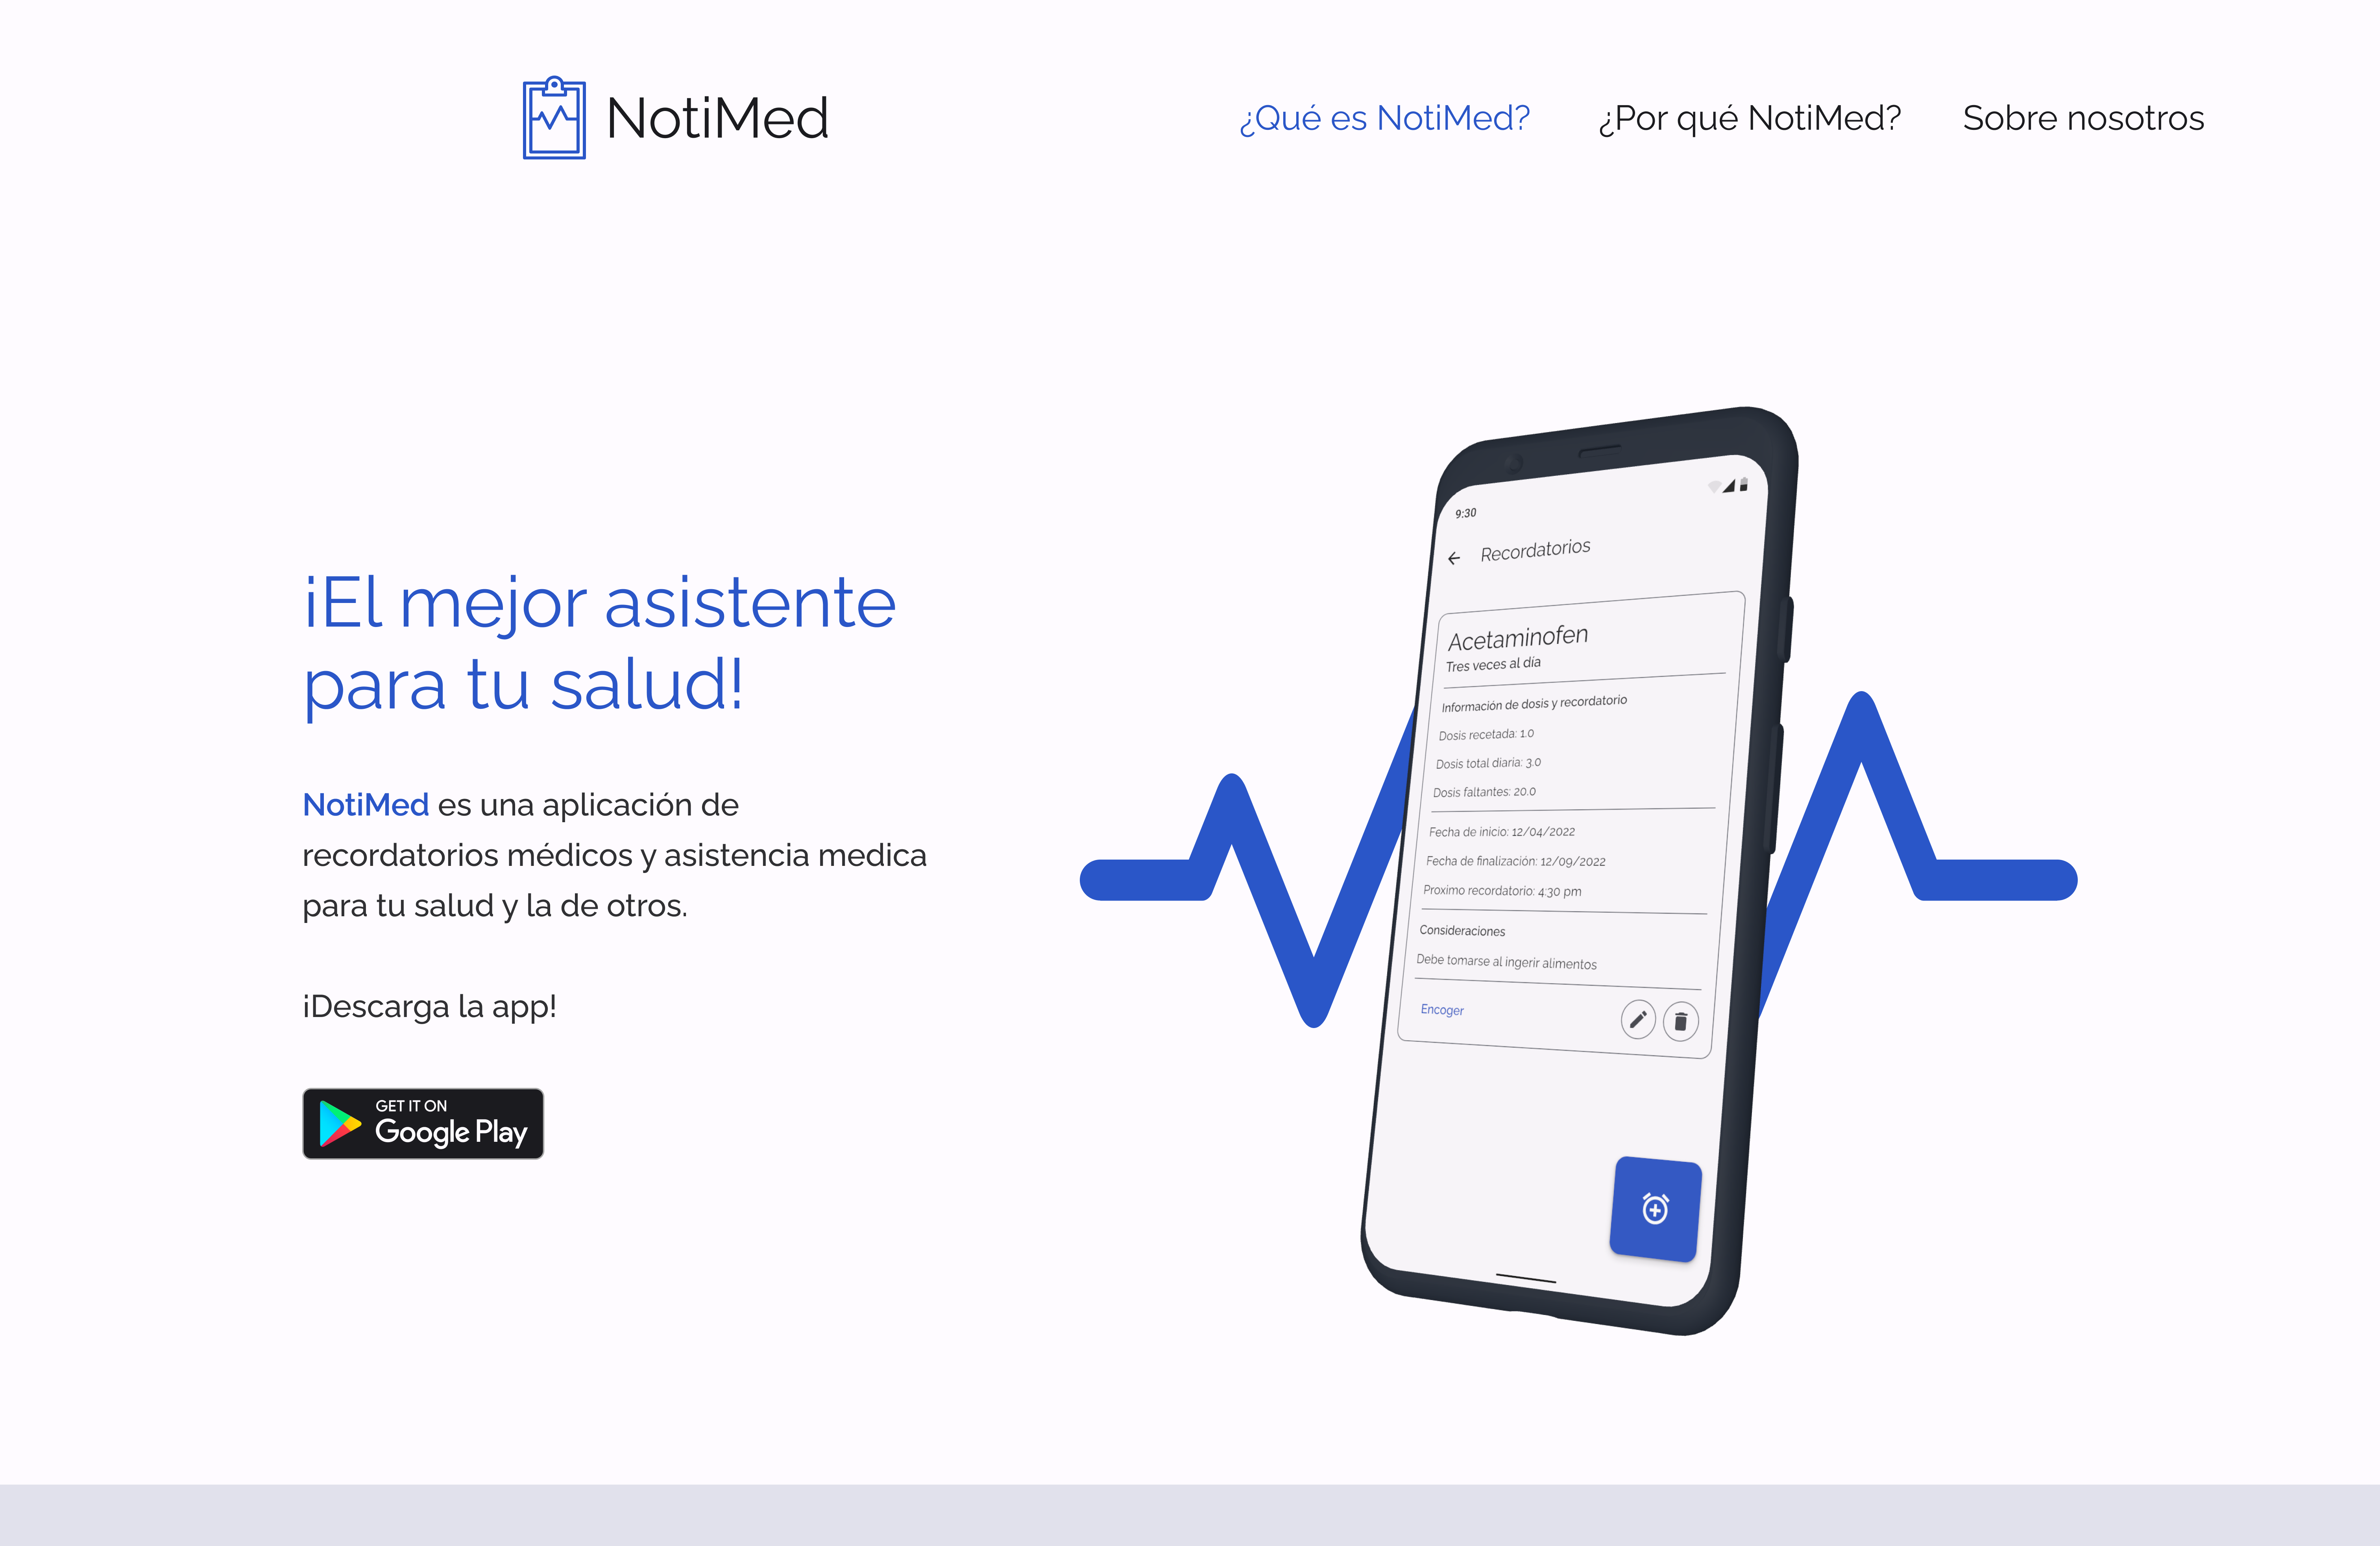 NotiMed
¿Qué es NotiMed?
¿Por qué NotiMed?
Sobre nosotros
¡El mejor asistente
para tu salud!
NotiMed es una aplicación de
recordatorios médicos y asistencia medica
para tu salud y la de otros.
¡Descarga la app!
GET IT ON
Google Play
9:30
Recordatorios
Acetaminofen
Tres veces al día
Información de dosis y recordatorio
Dosis recetada: 1.0
Dosis total diaria: 3.0
Dosis faltantes: 20.0
Fecha de inicio: 12/04/2022
Fecha de finalización: 12/09/2022
Proximo recordatorio: 4:30 pm
Consideraciones
Debe tomarse al ingerir alimentos
Encoger